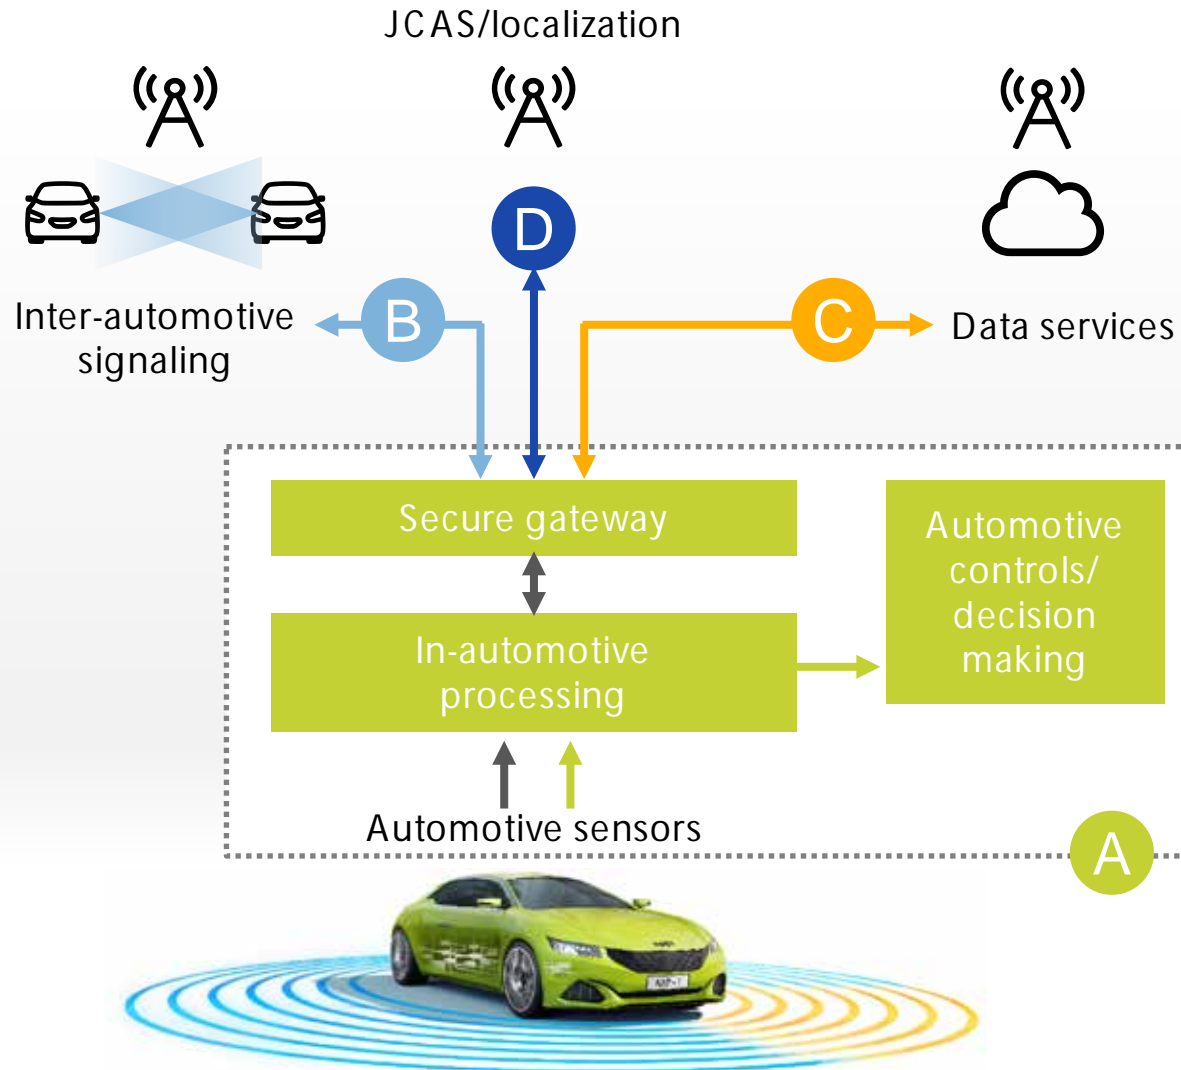 JCAS/localization
D
B
C
Inter-automotive
signaling
Data services
Secure gateway
Automotive
controls/
decision
making
In-automotive
processing
Automotive sensors
A